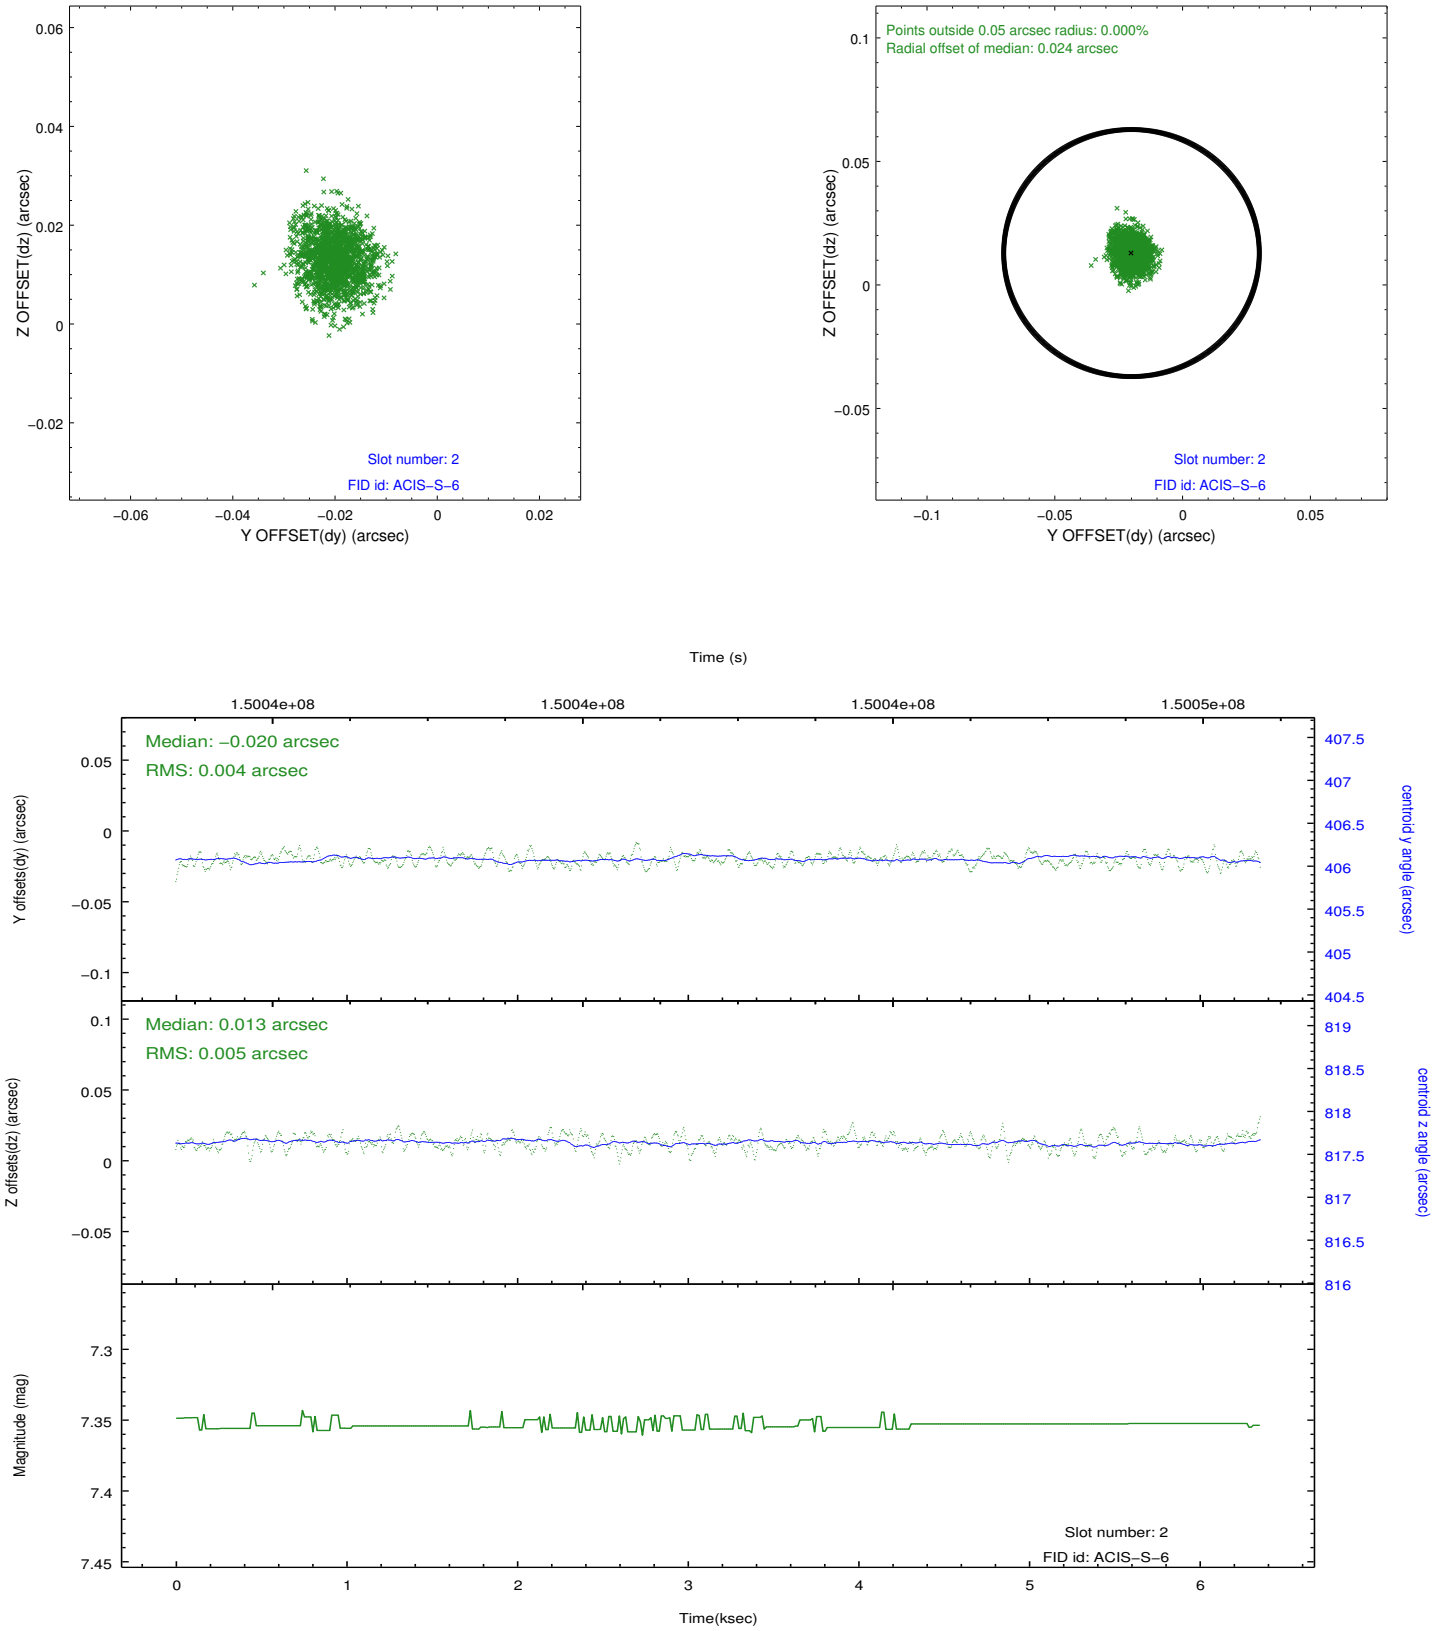 0.06
0.04
0.02
0
−0.02
Z OFFSET(dz) (arcsec)
Slot number: 2
FID id: ACIS−S−6
−0.06
−0.04
−0.02
0
0.02
Y OFFSET(dy) (arcsec)
Points outside 0.05 arcsec radius: 0.000%
Radial offset of median: 0.024 arcsec
0.1
0.05
0
−0.05
Z OFFSET(dz) (arcsec)
Slot number: 2
FID id: ACIS−S−6
−0.1
−0.05
0
0.05
Y OFFSET(dy) (arcsec)
Time (s)
1.5004e+08
1.5004e+08
1.5004e+08
1.5005e+08
Median: −0.020 arcsec
RMS: 0.004 arcsec
0.05
0
−0.05
−0.1
Y offsets(dy) (arcsec)
407.5
407
406.5
406
405.5
405
404.5
centroid y angle (arcsec)
Median: 0.013 arcsec
RMS: 0.005 arcsec
0.1
0.05
0
−0.05
Z offsets(dz) (arcsec)
819
818.5
818
817.5
817
816.5
816
centroid z angle (arcsec)
7.3
7.35
7.4
7.45
Magnitude (mag)
Slot number: 2
FID id: ACIS−S−6
0
1
2
3
4
5
6
Time(ksec)